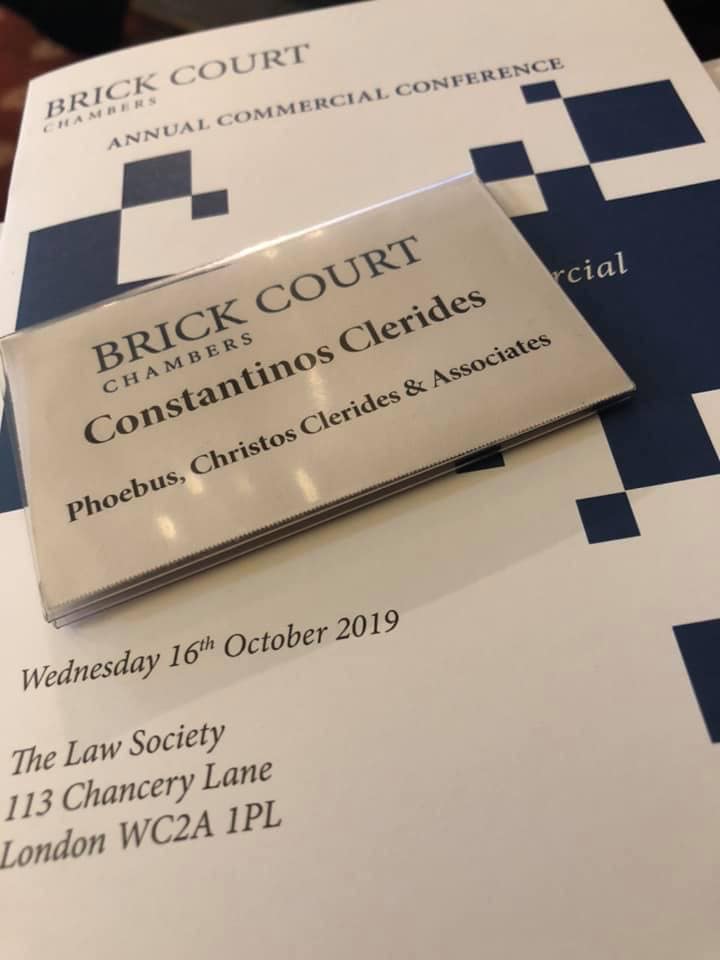 BRICK COURT
CHAMBERS
ANNUAL COMMERCIAL CONFERENCE
BRICK COURT
CHAMBERS
Constantinos Clerides
Phoebus, Christos Clerides & Associates
Wednesday 16th October 2019
The Law Society
113 Chancery Lane
London WC2A 1PL